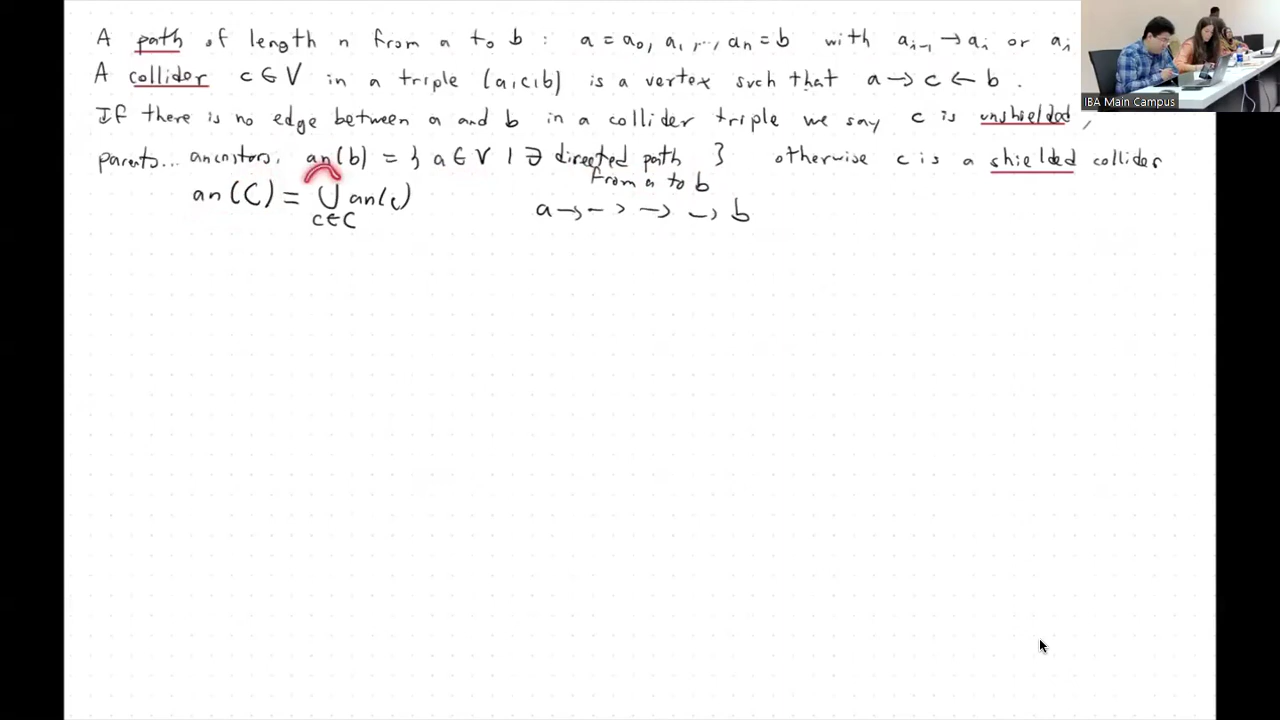 A path of length n from a to b : a = a₀, a₁, ..., aₙ = b with aᵢ₋₁ → aᵢ or aᵢ
A collider c ∈ V in a triple (a,c,b) is a vertex such that a → c ← b .
If there is no edge between a and b in a collider triple we say c is unshielded,
parents... ancestors. an(b) = { a ∈ V | ∃ directed path } otherwise c is a shielded collider
from a to b
an(C) = ∪ an(c)
c∈C
a → → → → b
IBA Main Campus